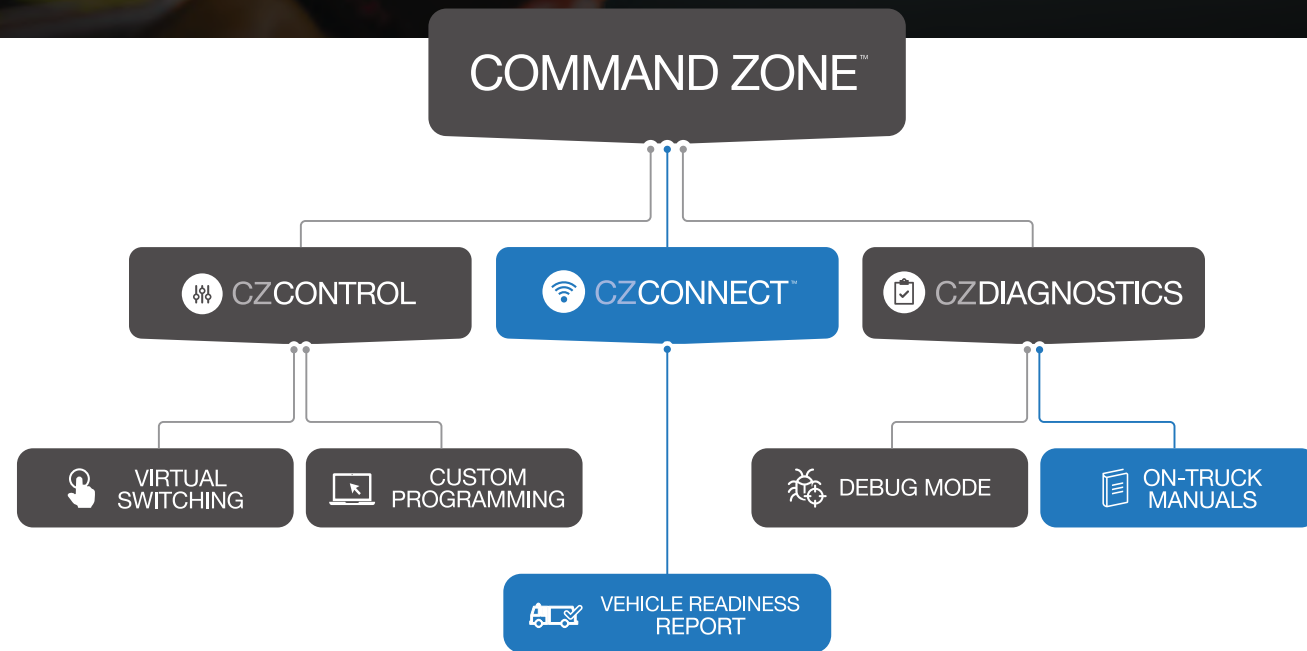 COMMAND ZONE™
CZCONTROL
CZCONNECT™
CZDIAGNOSTICS
VIRTUAL
SWITCHING
CUSTOM
PROGRAMMING
DEBUG MODE
ON-TRUCK
MANUALS
VEHICLE READINESS
REPORT